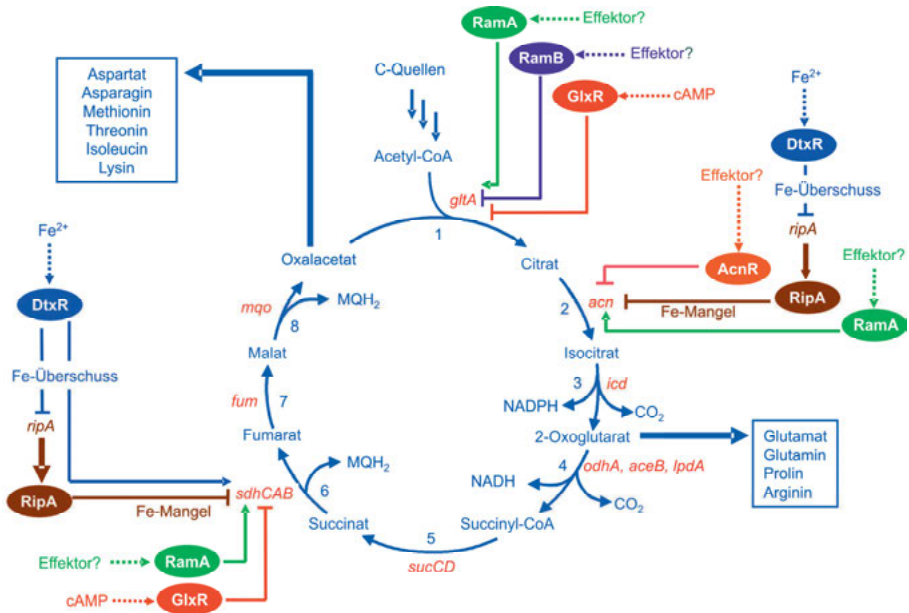 RamA
Effektor?
RamB
Effektor?
GlxR
cAMP
C-Quellen
Acetyl-CoA
gltA
1
Aspartat
Asparagin
Methionin
Threonin
Isoleucin
Lysin
Fe2+
DtxR
Fe-Überschuss
ripA
RipA
Fe-Mangel
Effektor?
AcnR
Effektor?
RamA
acn
Citrat
2
Isocitrat
3
icd
NADPH
CO2
2-Oxoglutarat
Glutamat
Glutamin
Prolin
Arginin
4
odhA, aceB, lpdA
NADH
CO2
Succinyl-CoA
5
sucCD
Succinat
6
MQH2
sdhCAB
Fumarat
7
fum
Malat
8
mqo
MQH2
Oxalacetat
Fe2+
DtxR
Fe-Überschuss
ripA
RipA
Fe-Mangel
Effektor?
RamA
cAMP
GlxR